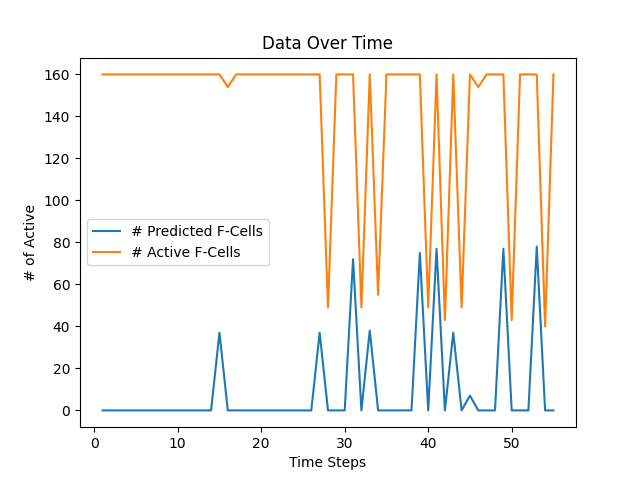 Data Over Time
# of Active
160
140
120
100
80
60
40
20
0
# Predicted F-Cells
# Active F-Cells
0 10 20 30 40 50
Time Steps